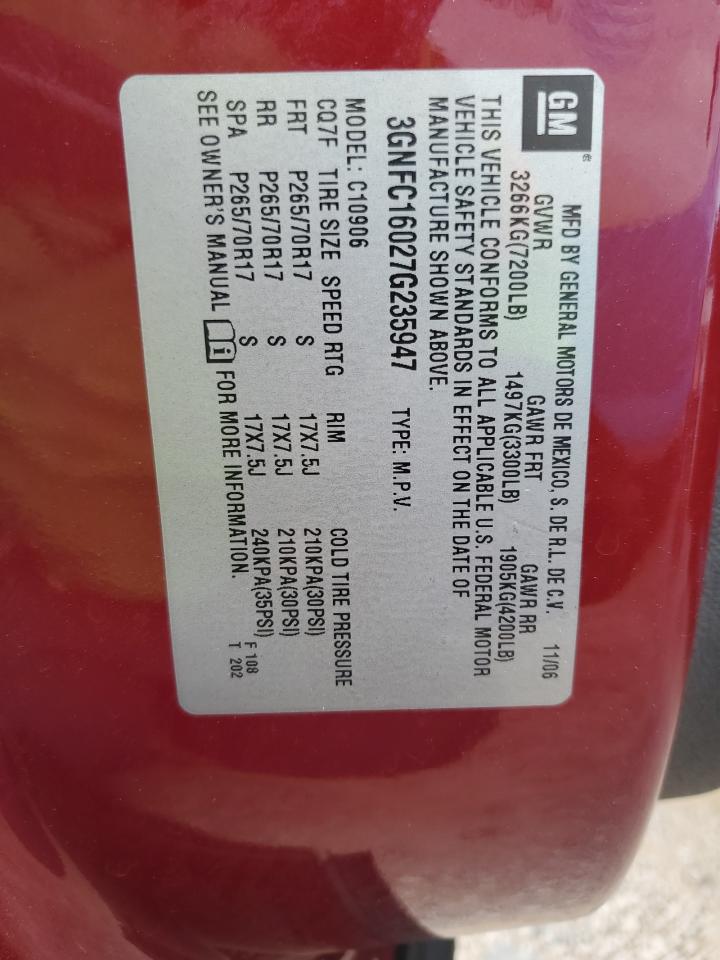 GM
MFD BY GENERAL MOTORS DE MEXICO, S. DE R.L. DE C.V. 11/06
GVWR GAWR FRT GAWR RR
3266KG(7200LB) 1497KG(3300LB) 1905KG(4200LB)
THIS VEHICLE CONFORMS TO ALL APPLICABLE U.S. FEDERAL MOTOR
VEHICLE SAFETY STANDARDS IN EFFECT ON THE DATE OF
MANUFACTURE SHOWN ABOVE.
3GNFC16027G235947 TYPE: M.P.V.
MODEL: C10906
CQ7F TIRE SIZE SPEED RTG RIM COLD TIRE PRESSURE
FRT P265/70R17 S 17X7.5J 210KPA(30PSI)
RR P265/70R17 S 17X7.5J 210KPA(30PSI)
SPA P265/70R17 S 17X7.5J 240KPA(35PSI)
SEE OWNER'S MANUAL FOR MORE INFORMATION.
F 108
T 202